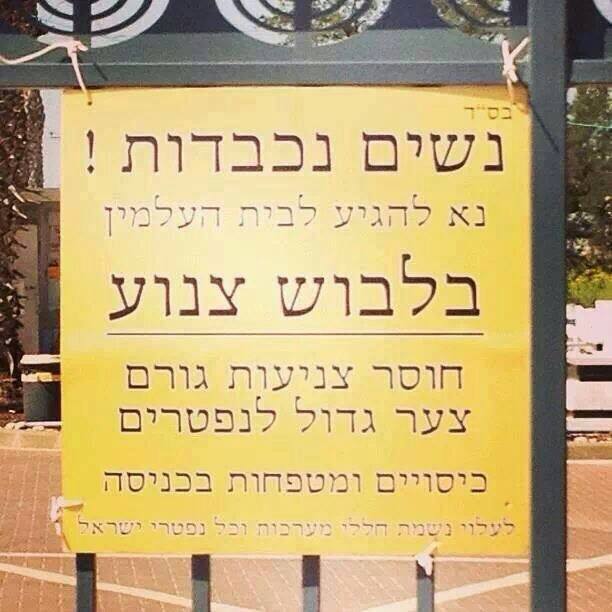 בס"ד
נשים נכבדות !
נא להגיע לבית העלמין
בלבוש צנוע
חוסר צניעות גורם
צער גדול לנפטרים
כיסויים ומטפחות בכניסה
לעלוי נשמת חללי מערכות וכל נפטרי ישראל